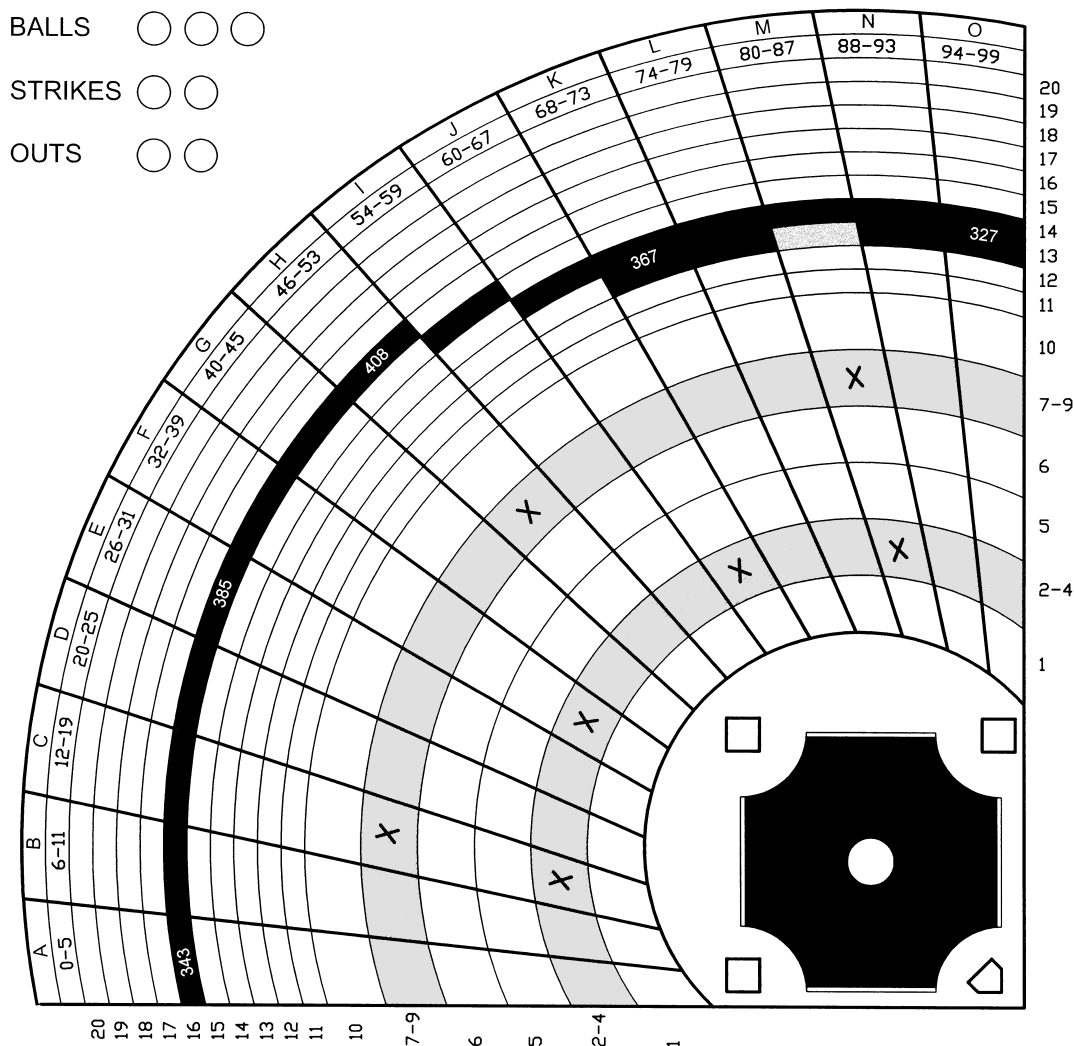 BALLS
STRIKES
OUTS
A
0-5
B
6-11
C
12-19
D
20-25
E
26-31
F
32-39
G
40-45
H
46-53
I
54-59
J
60-67
K
68-73
L
74-79
M
80-87
N
88-93
O
94-99
343
385
408
367
327
20
19
18
17
16
15
14
13
12
11
10
7-9
6
5
2-4
1
20
19
18
17
16
15
14
13
12
11
10
7-9
6
5
2-4
1
X
X
X
X
X
X
X